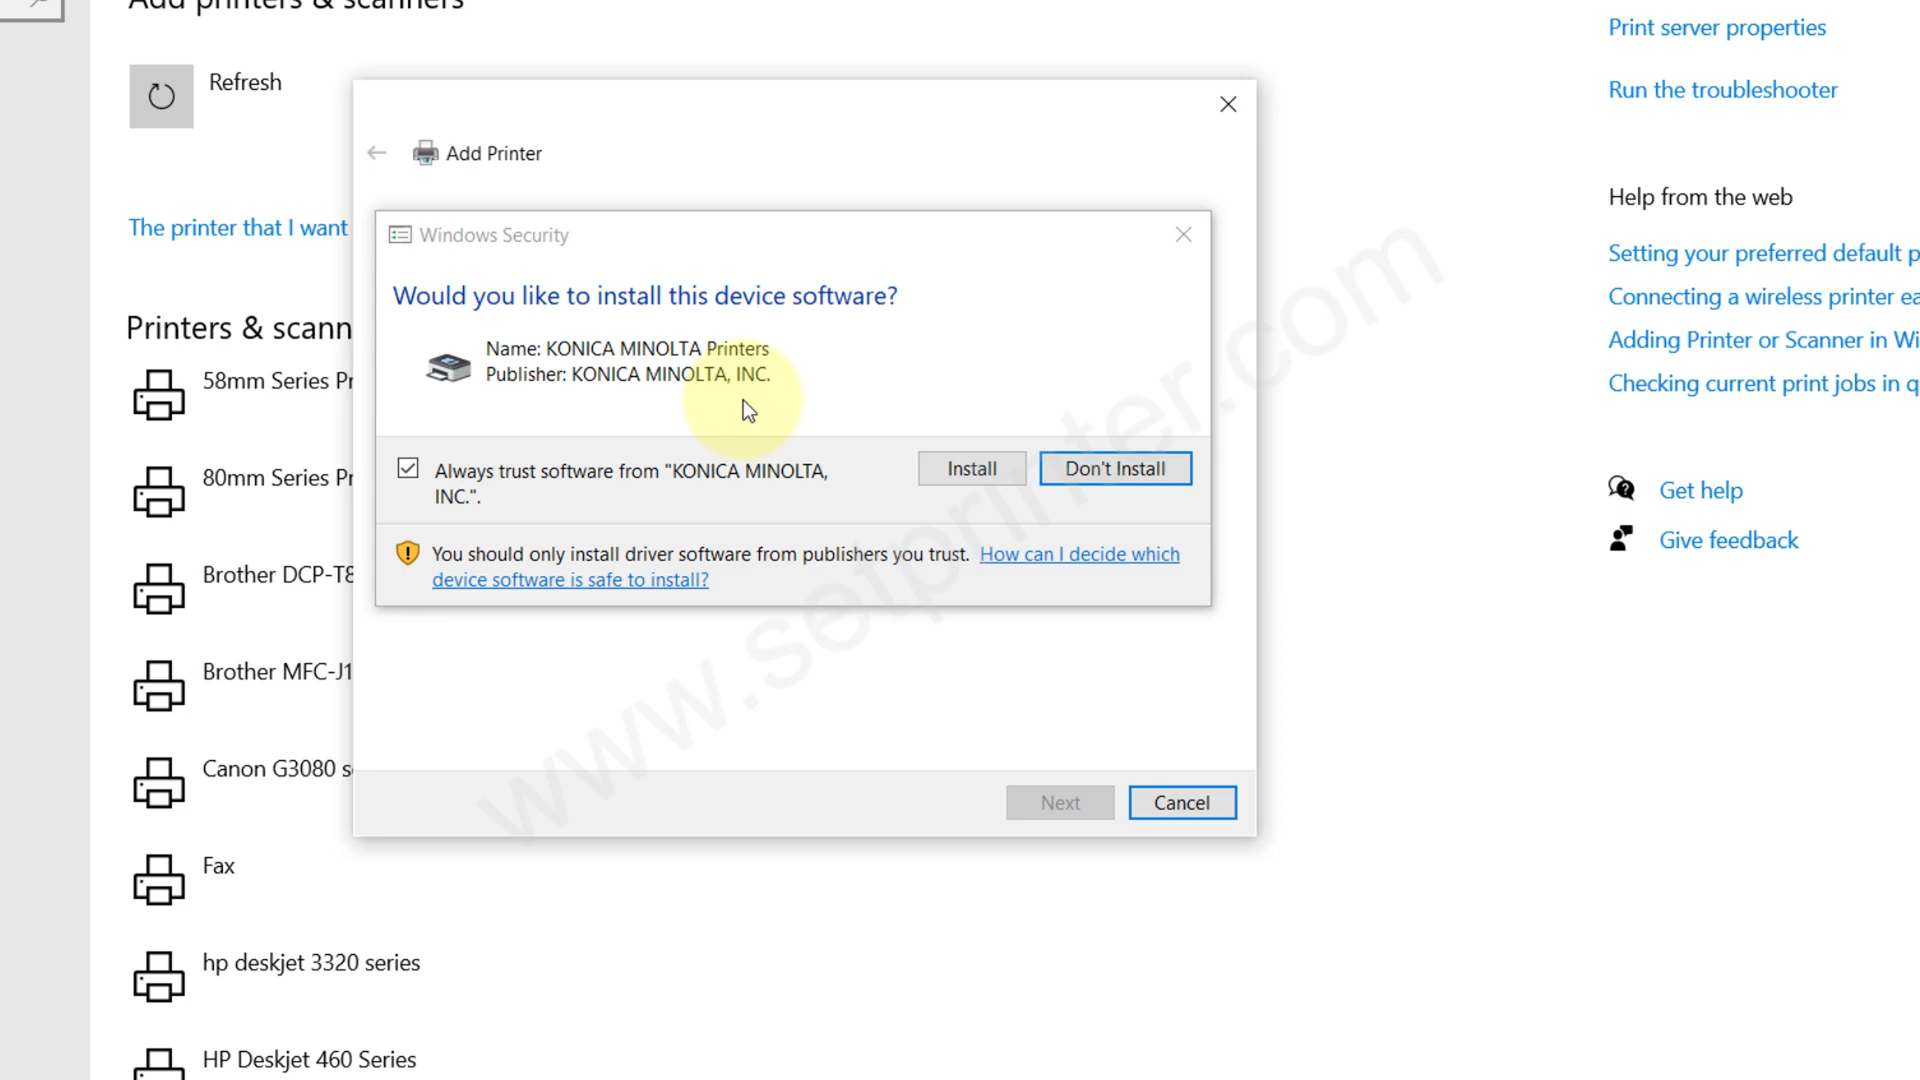 Add printers & scanners
Refresh
The printer that I want
Printers & scann
58mm Series Pr
80mm Series Pr
Brother DCP-T8
Brother MFC-J1
Canon G3080 s
Fax
hp deskjet 3320 series
HP Deskjet 460 Series
Add Printer
Windows Security
Would you like to install this device software?
Name: KONICA MINOLTA Printers
Publisher: KONICA MINOLTA, INC.
Always trust software from "KONICA MINOLTA,
INC.".
Install
Don't Install
You should only install driver software from publishers you trust. How can I decide which
device software is safe to install?
Next
Cancel
Print server properties
Run the troubleshooter
Help from the web
Setting your preferred default p
Connecting a wireless printer ea
Adding Printer or Scanner in Wi
Checking current print jobs in q
Get help
Give feedback
www.setprinter.com